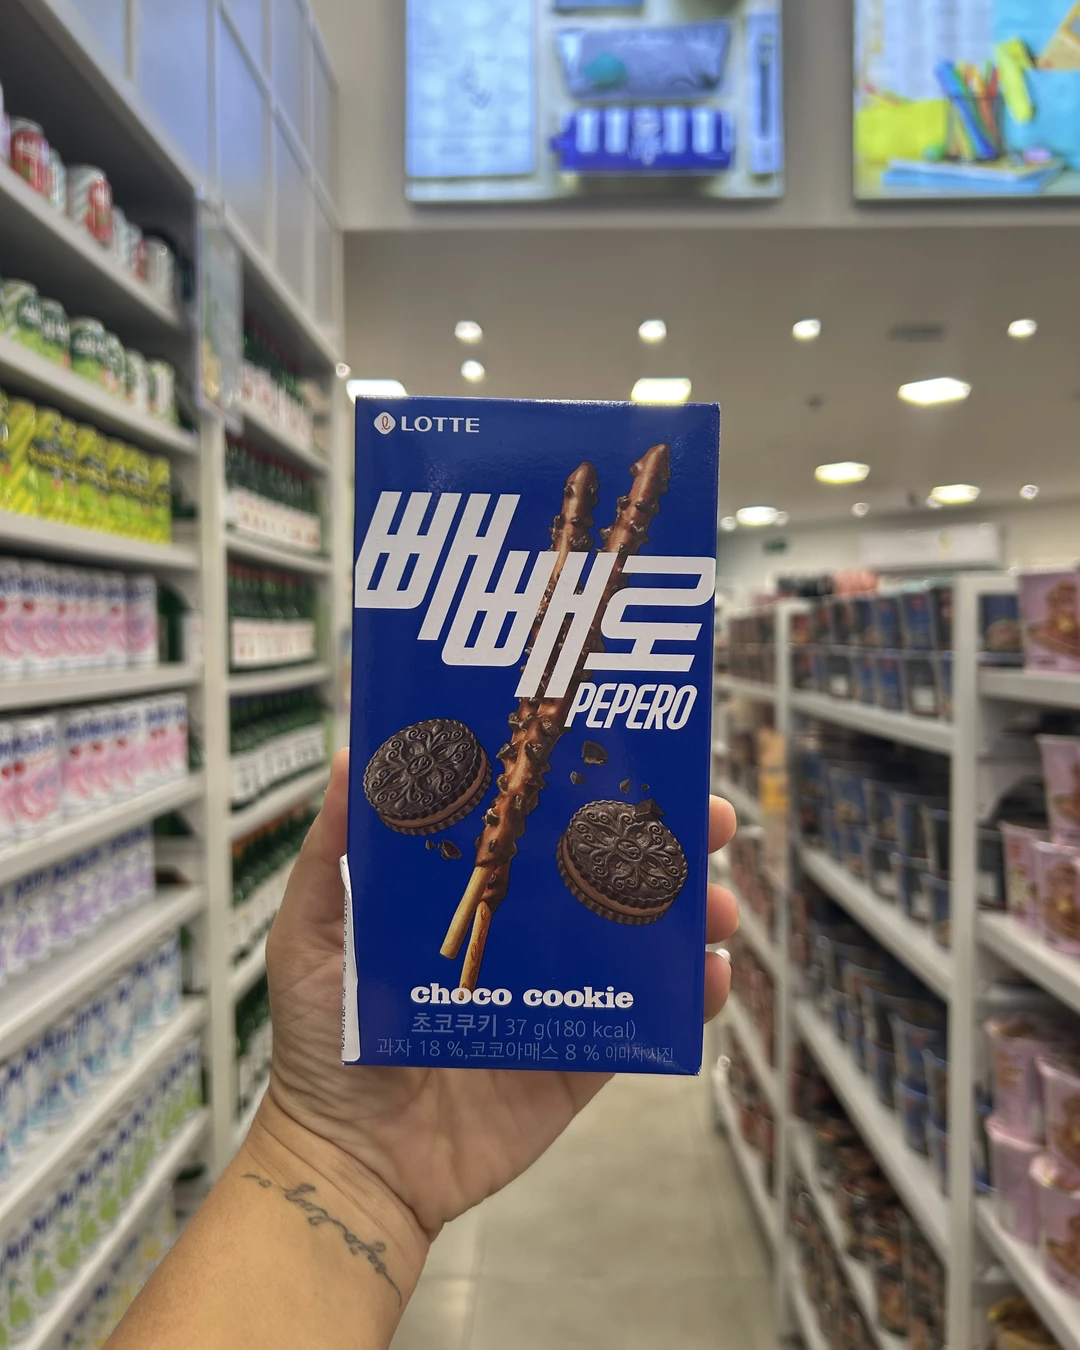 LOTTE
빼빼로
PEPERO
choco cookie
초코쿠키 37 g(180 kcal)
과자 18 %,코코아매스 8 % 이미지 사진